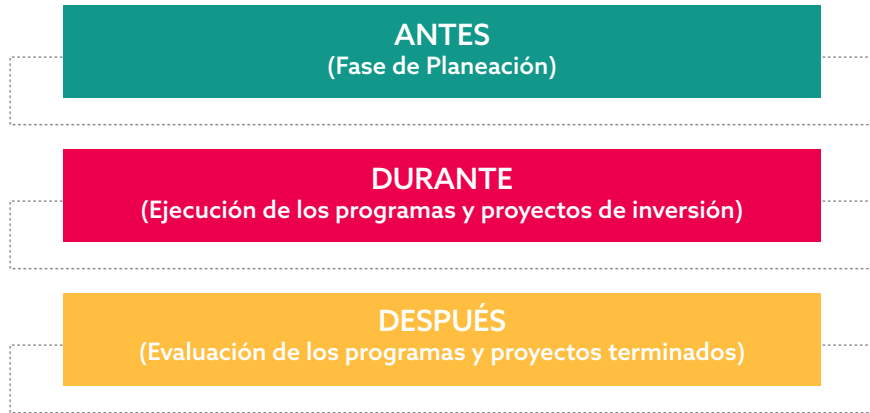 ANTES
(Fase de Planeación)
DURANTE
(Ejecución de los programas y proyectos de inversión)
DESPUÉS
(Evaluación de los programas y proyectos terminados)